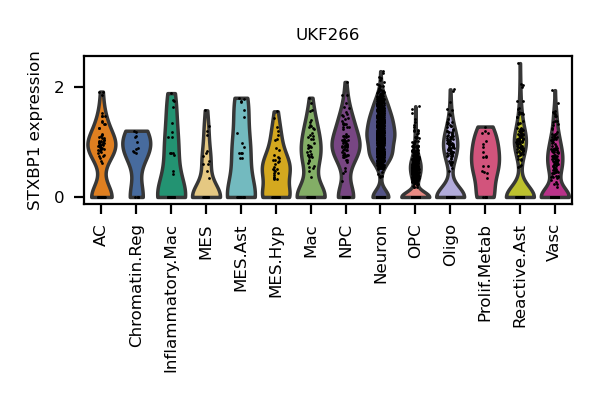 UKF266
STXBP1 expression
2
0
AC
Chromatin.Reg
Inflammatory.Mac
MES
MES.Ast
MES.Hyp
Mac
NPC
Neuron
OPC
Oligo
Prolif.Metab
Reactive.Ast
Vasc